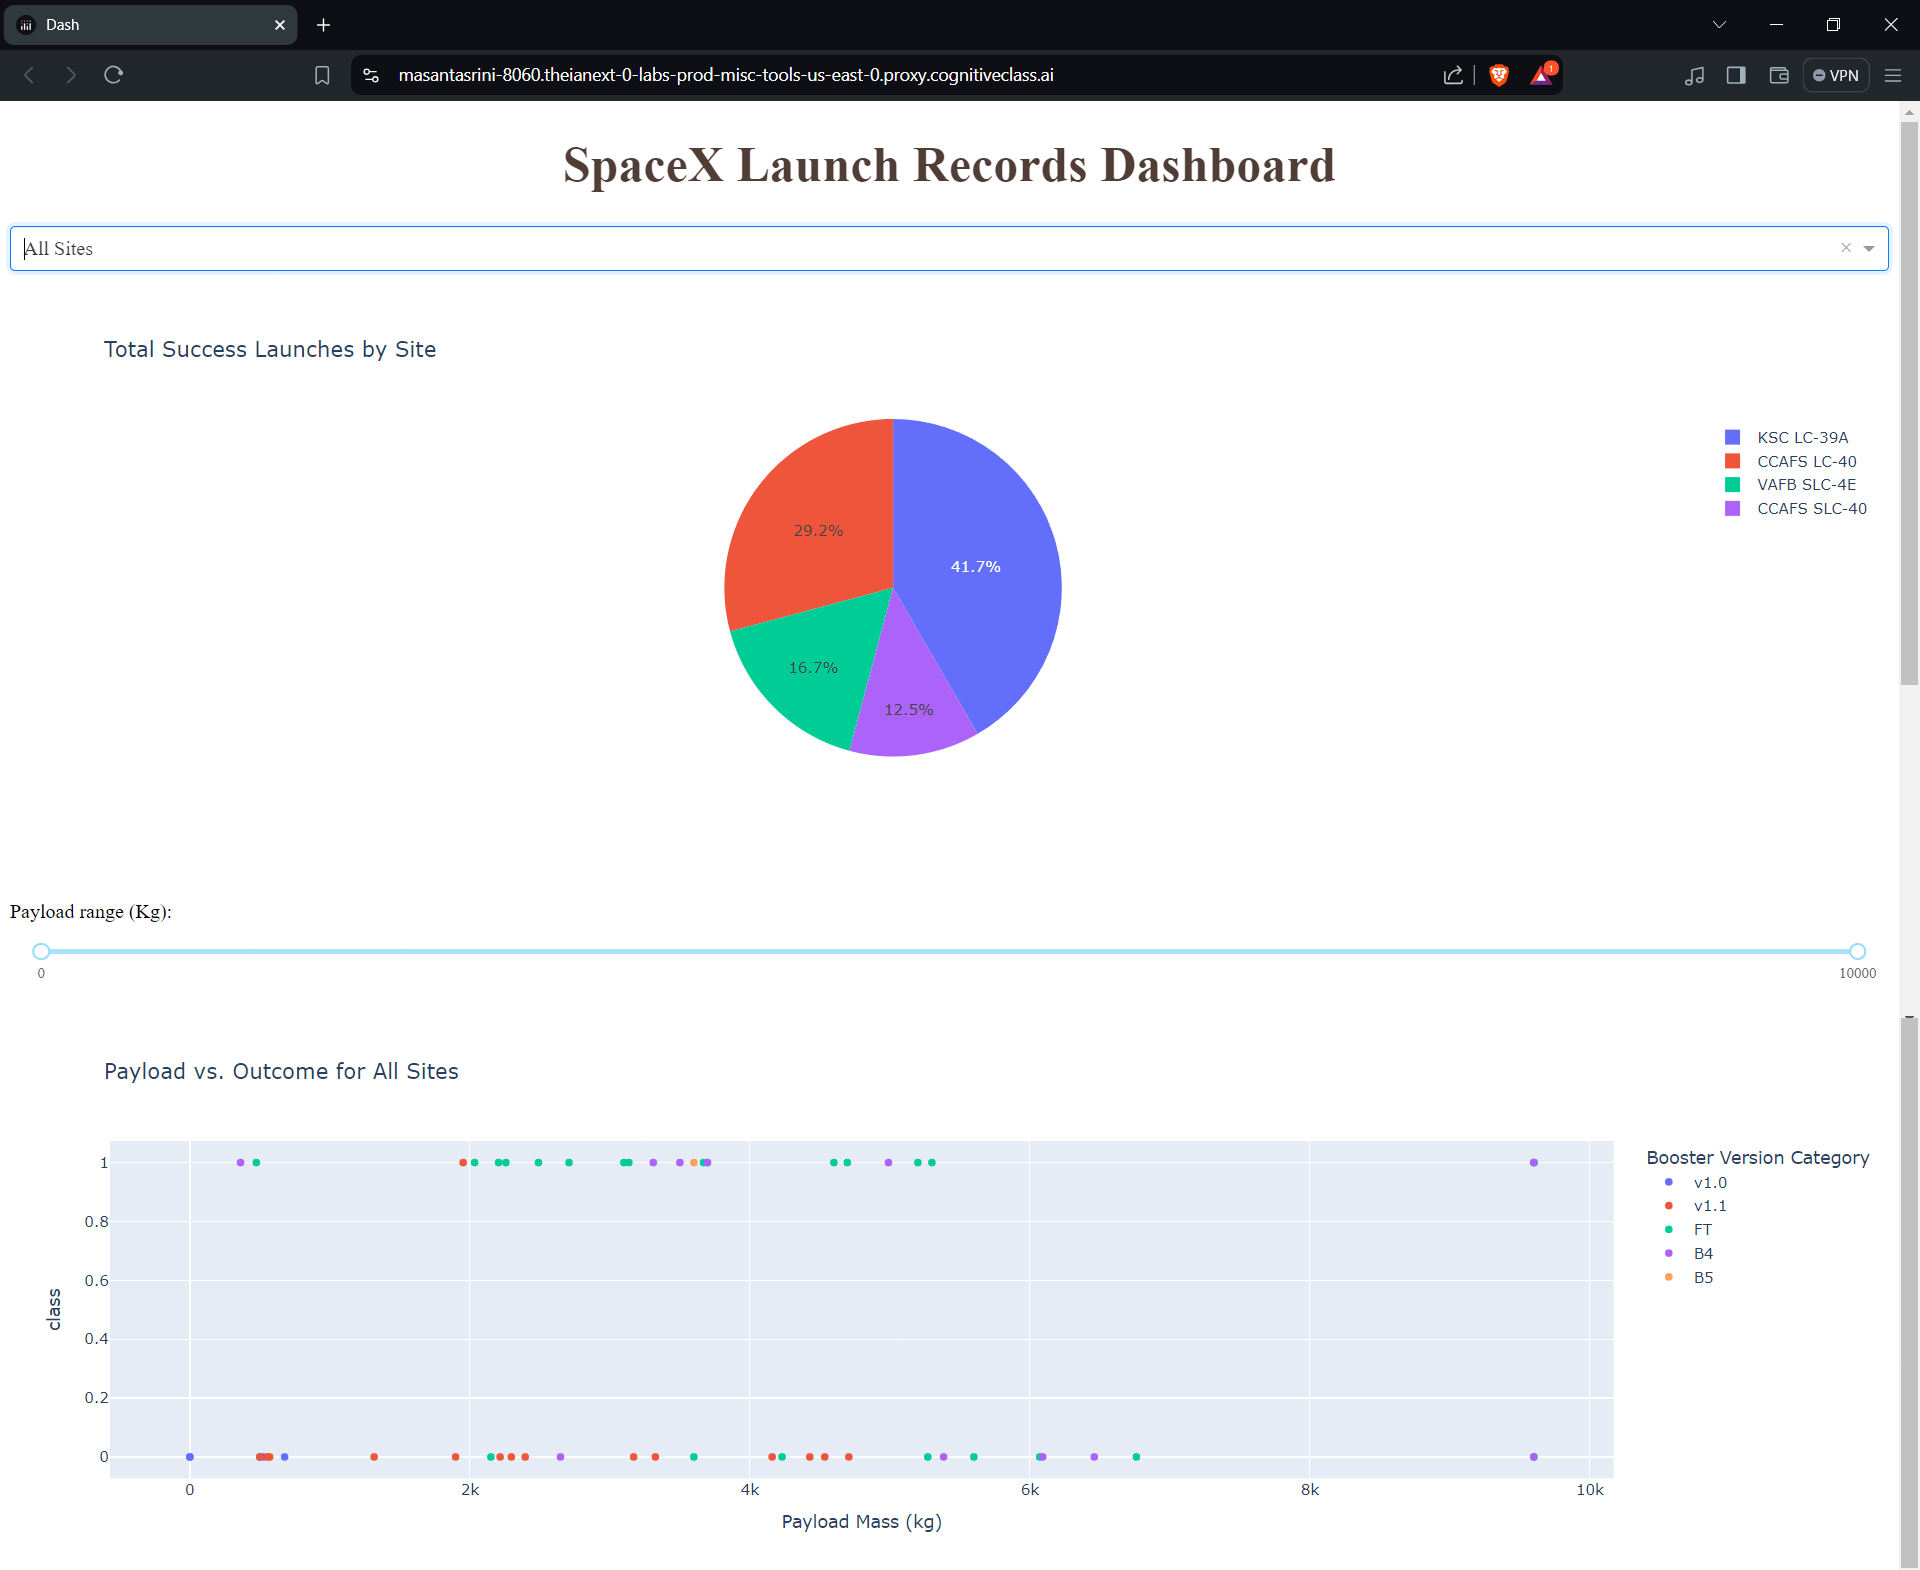 Dash
masantasrini-8060.theianext-0-labs-prod-misc-tools-us-east-0.proxy.cognitiveclass.ai
1
VPN
SpaceX Launch Records Dashboard
All Sites
Total Success Launches by Site
KSC LC-39A
CCAFS LC-40
VAFB SLC-4E
CCAFS SLC-40
29.2%
41.7%
16.7%
12.5%
Payload range (Kg):
0
10000
Payload vs. Outcome for All Sites
Booster Version Category
v1.0
v1.1
FT
B4
B5
1
0.8
0.6
0.4
0.2
0
class
0
2k
4k
6k
8k
10k
Payload Mass (kg)